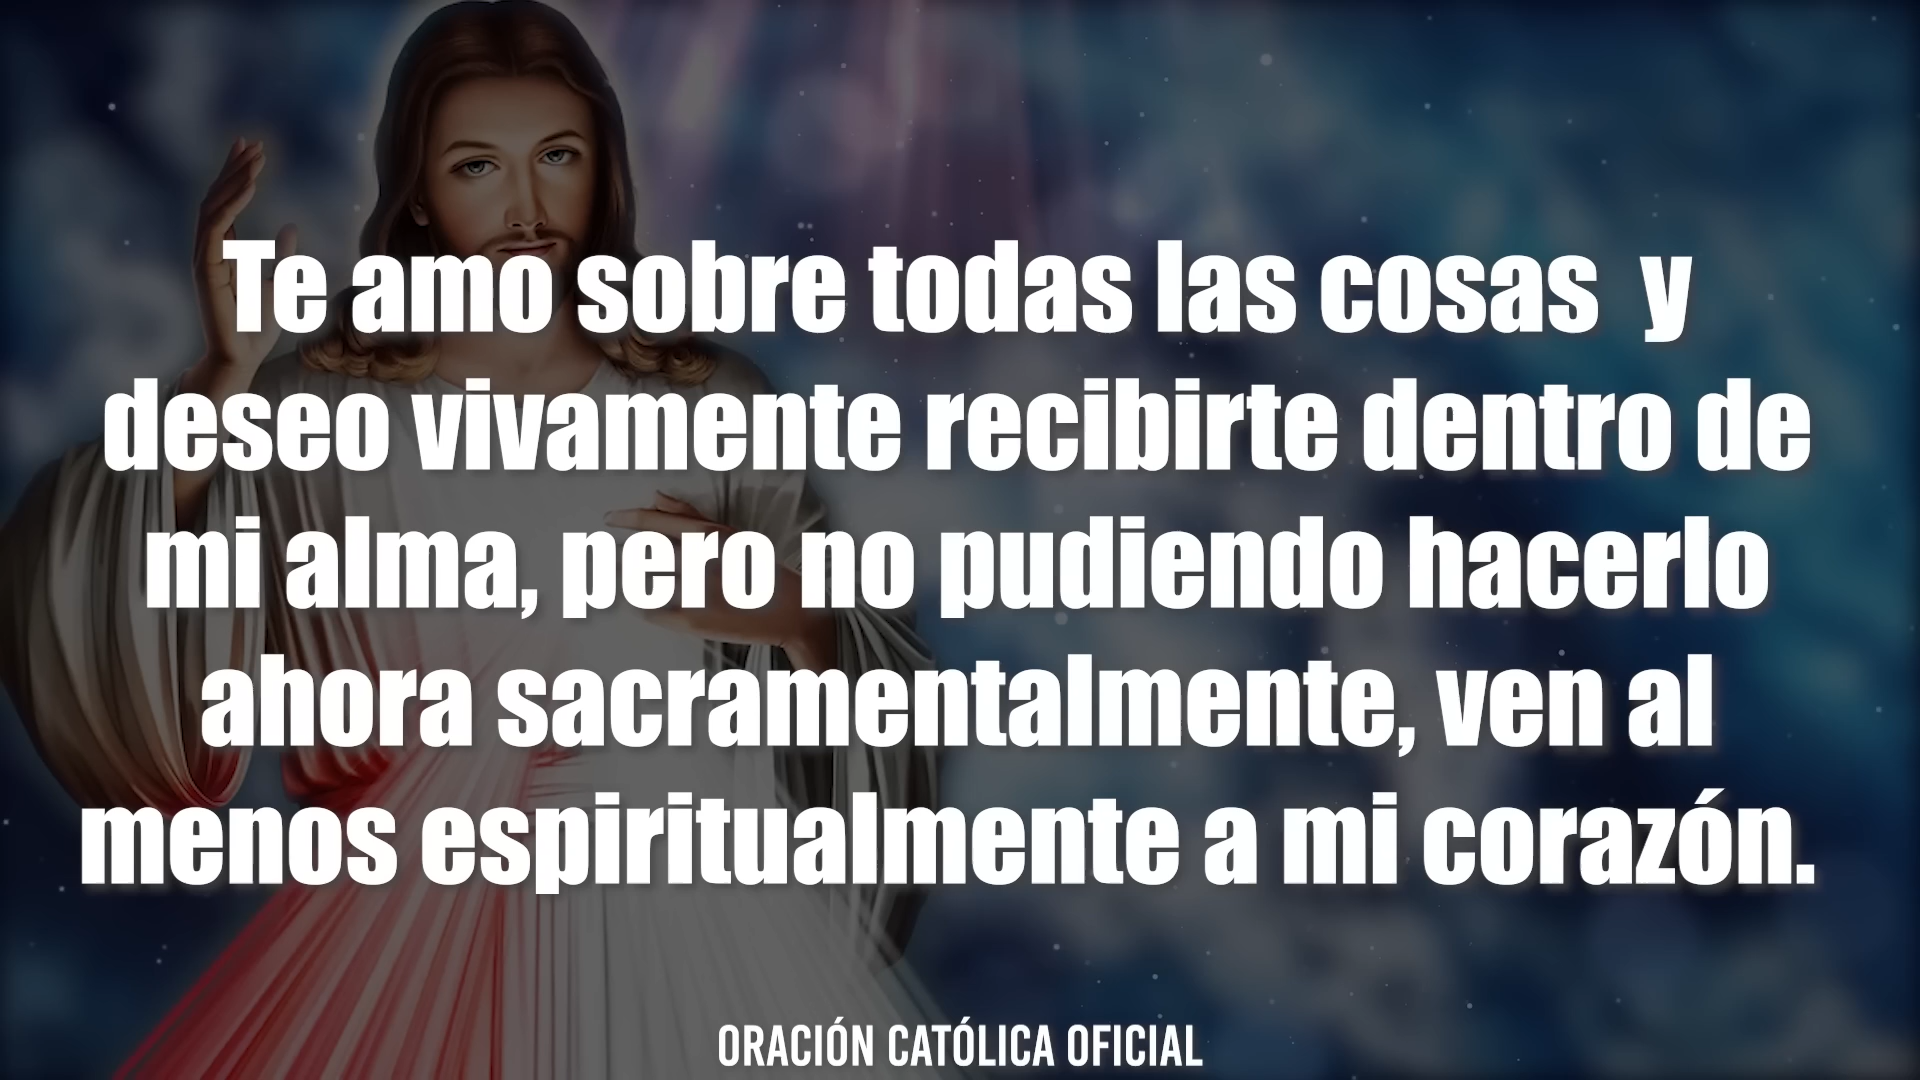 Te amo sobre todas las cosas  y
deseo vivamente recibirte dentro de
mi alma, pero no pudiendo hacerlo
ahora sacramentalmente, ven al
menos espiritualmente a mi corazón.
ORACIÓN CATÓLICA OFICIAL